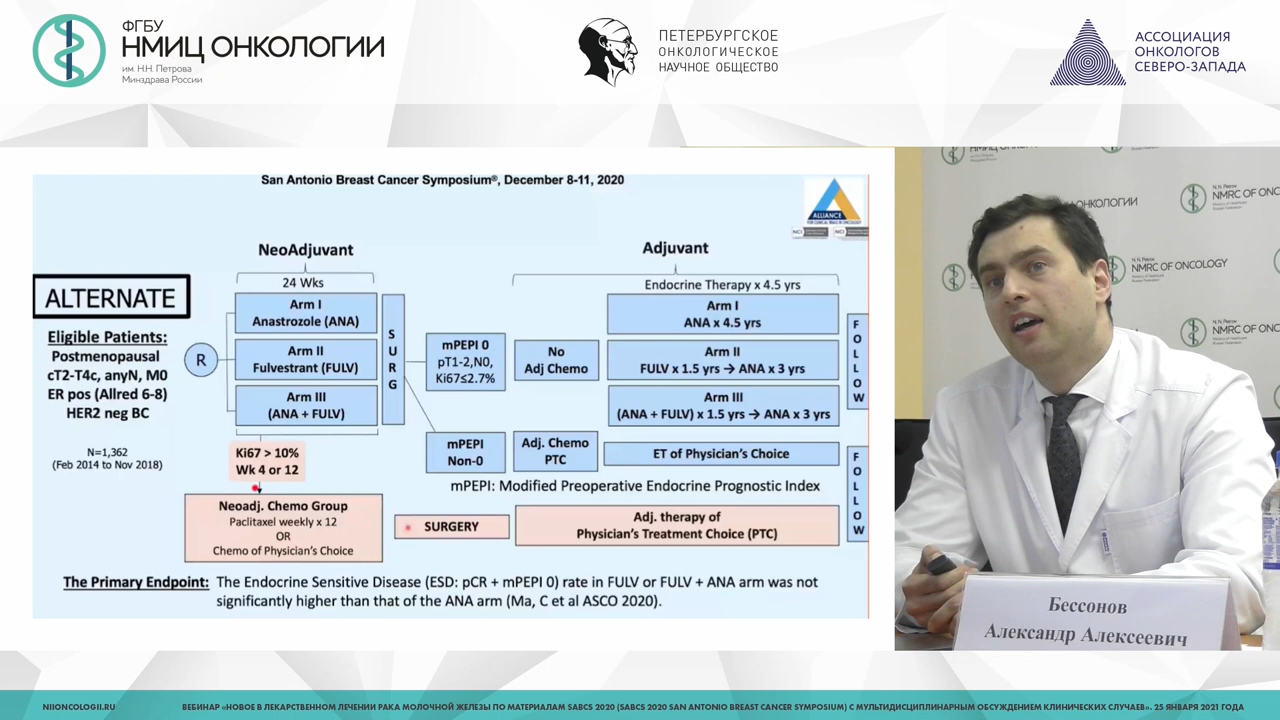 ФГБУ
НМИЦ ОНКОЛОГИИ
им. Н.Н. Петрова
Минздрава России
ПЕТЕРБУРГСКОЕ
ОНКОЛОГИЧЕСКОЕ
НАУЧНОЕ ОБЩЕСТВО
АССОЦИАЦИЯ
ОНКОЛОГОВ
СЕВЕРО-ЗАПАДА
San Antonio Breast Cancer Symposium®, December 8-11, 2020
ALLIANCE
NeoAdjuvant
Adjuvant
24 Wks
Endocrine Therapy x 4.5 yrs
ALTERNATE
Eligible Patients:
Postmenopausal
cT2-T4c, anyN, M0
ER pos (Allred 6-8)
HER2 neg BC
N=1,362
(Feb 2014 to Nov 2018)
R
Arm I
Anastrozole (ANA)
Arm II
Fulvestrant (FULV)
Arm III
(ANA + FULV)
SURG
mPEPI 0
pT1-2,N0,
Ki67≤2.7%
No
Adj Chemo
Arm I
ANA x 4.5 yrs
Arm II
FULV x 1.5 yrs → ANA x 3 yrs
Arm III
(ANA + FULV) x 1.5 yrs → ANA x 3 yrs
FOLLOW
mPEPI
Non-0
Adj. Chemo
PTC
ET of Physician’s Choice
FOLLOW
Ki67 > 10%
Wk 4 or 12
mPEPI: Modified Preoperative Endocrine Prognostic Index
Neoadj. Chemo Group
Paclitaxel weekly x 12
OR
Chemo of Physician’s Choice
SURGERY
Adj. therapy of
Physician’s Treatment Choice (PTC)
The Primary Endpoint: The Endocrine Sensitive Disease (ESD: pCR + mPEPI 0) rate in FULV or FULV + ANA arm was not
significantly higher than that of the ANA arm (Ma, C et al ASCO 2020).
N.N. Petrov
NMRC OF ONCOLOGY
Бессонов
Александр Алексеевич
NIIONCOLOGII.RU
ВЕБИНАР «НОВОЕ В ЛЕКАРСТВЕННОМ ЛЕЧЕНИИ РАКА МОЛОЧНОЙ ЖЕЛЕЗЫ ПО МАТЕРИАЛАМ SABCS 2020 (SABCS 2020 SAN ANTONIO BREAST CANCER SYMPOSIUM) С МУЛЬТИДИСЦИПЛИНАРНЫМ ОБСУЖДЕНИЕМ КЛИНИЧЕСКИХ СЛУЧАЕВ». 25 ЯНВАРЯ 2021 ГОДА